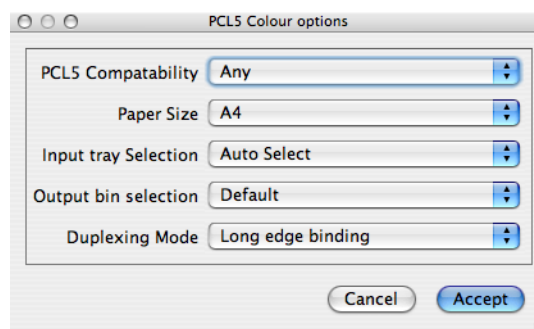 PCL5 Colour options
PCL5 Compatability Any
Paper Size A4
Input tray Selection Auto Select
Output bin selection Default
Duplexing Mode Long edge binding
Cancel Accept